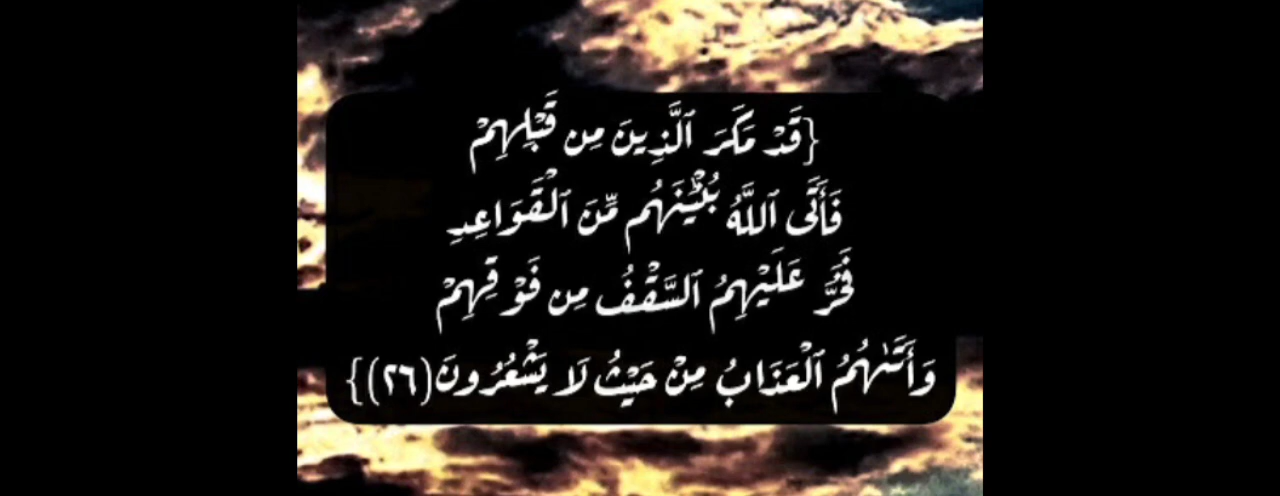 {قَدْ مَكَرَ ٱلَّذِينَ مِن قَبْلِهِمْ
فَأَتَى ٱللَّهُ بُنْيَٰنَهُم مِّنَ ٱلْقَوَاعِدِ
فَخَرَّ عَلَيْهِمُ ٱلسَّقْفُ مِن فَوْقِهِمْ
وَأَتَىٰهُمُ ٱلْعَذَابُ مِنْ حَيْثُ لَا يَشْعُرُونَ(٢٦)}